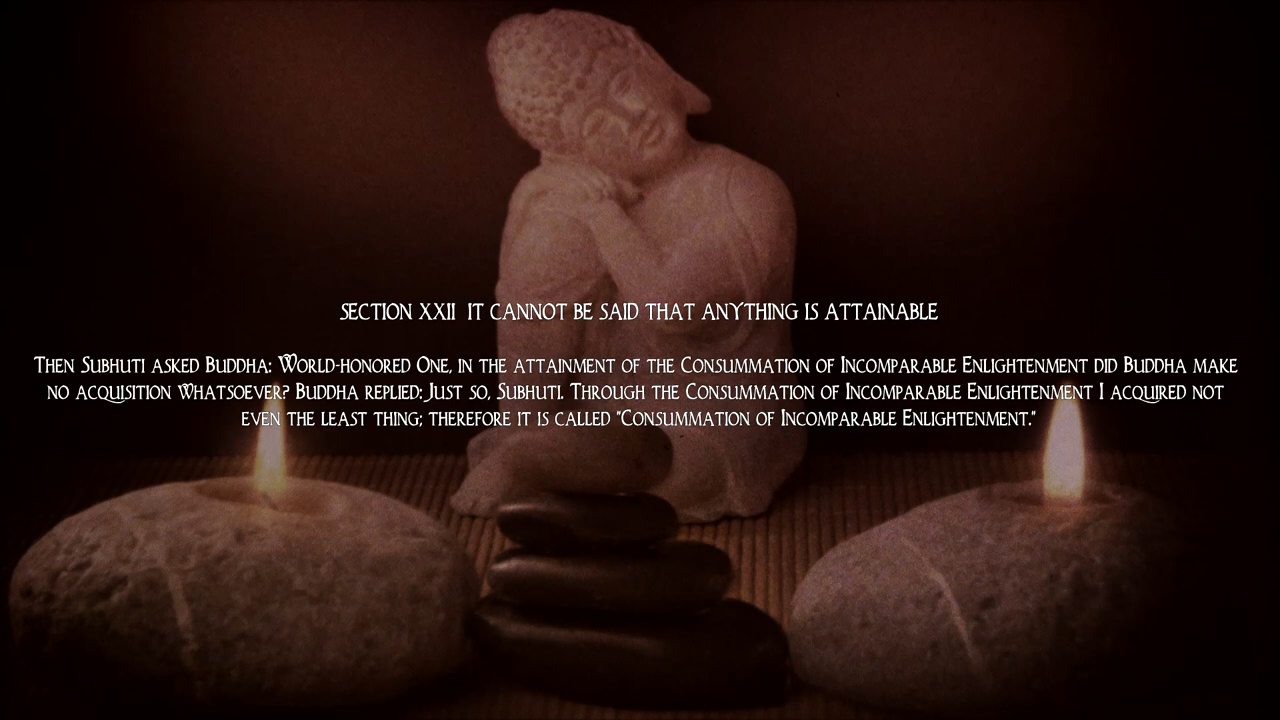 SECTION XXII IT CANNOT BE SAID THAT ANYTHING IS ATTAINABLE
Then Subhuti asked Buddha: World-honored One, in the attainment of the Consummation of Incomparable Enlightenment did Buddha make
no acquisition whatsoever? Buddha replied: Just so, Subhuti. Through the Consummation of Incomparable Enlightenment I acquired not
even the least thing; therefore it is called "Consummation of Incomparable Enlightenment."